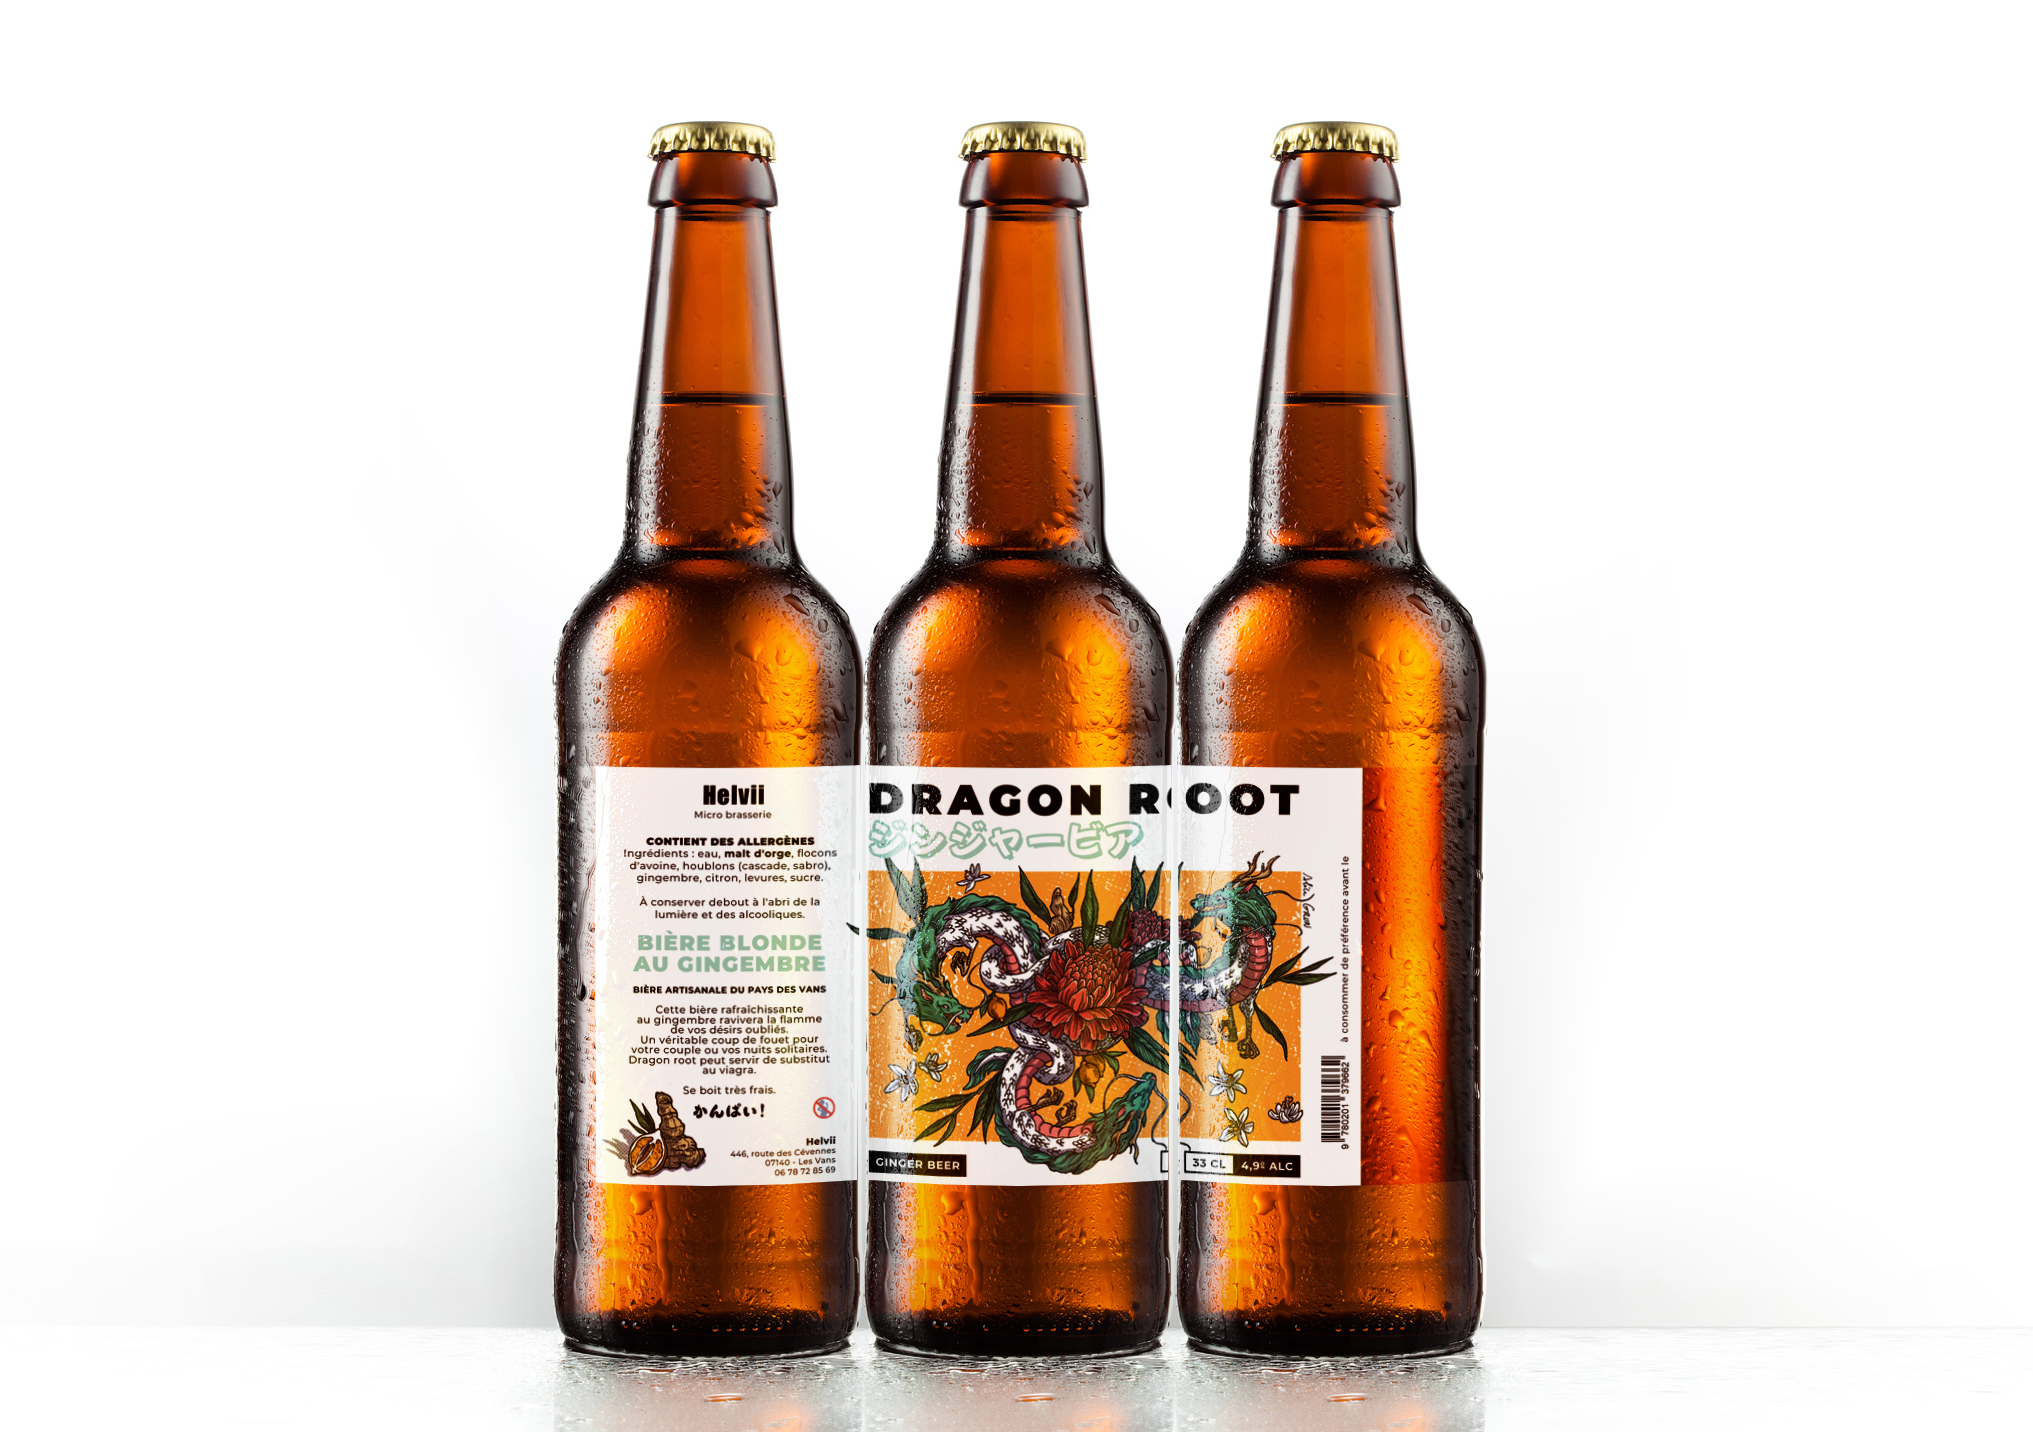 Helvii
Micro brasserie
CONTIENT DES ALLERGÈNES
Ingrédients : eau, malt d'orge, flocons
d'avoine, houblons (cascade, sabro),
gingembre, citron, levures, sucre.
À conserver debout à l'abri de la
lumière et des alcooliques.
BIÈRE BLONDE
AU GINGEMBRE
BIÈRE ARTISANALE DU PAYS DES VANS
Cette bière rafraîchissante
au gingembre ravivera la flamme
de vos désirs oubliés.
Un véritable coup de fouet pour
votre couple ou vos nuits solitaires.
Dragon root peut servir de substitut
au viagra.
Se boit très frais.
かんぱい!
Helvii
446, route des Cévennes
07140 - Les Vans
06 78 72 85 69
DRAGON ROOT
ジンジャービア
GINGER BEER
33 CL
4,9º ALC
à consommer de préférence avant le
9 780201 379662